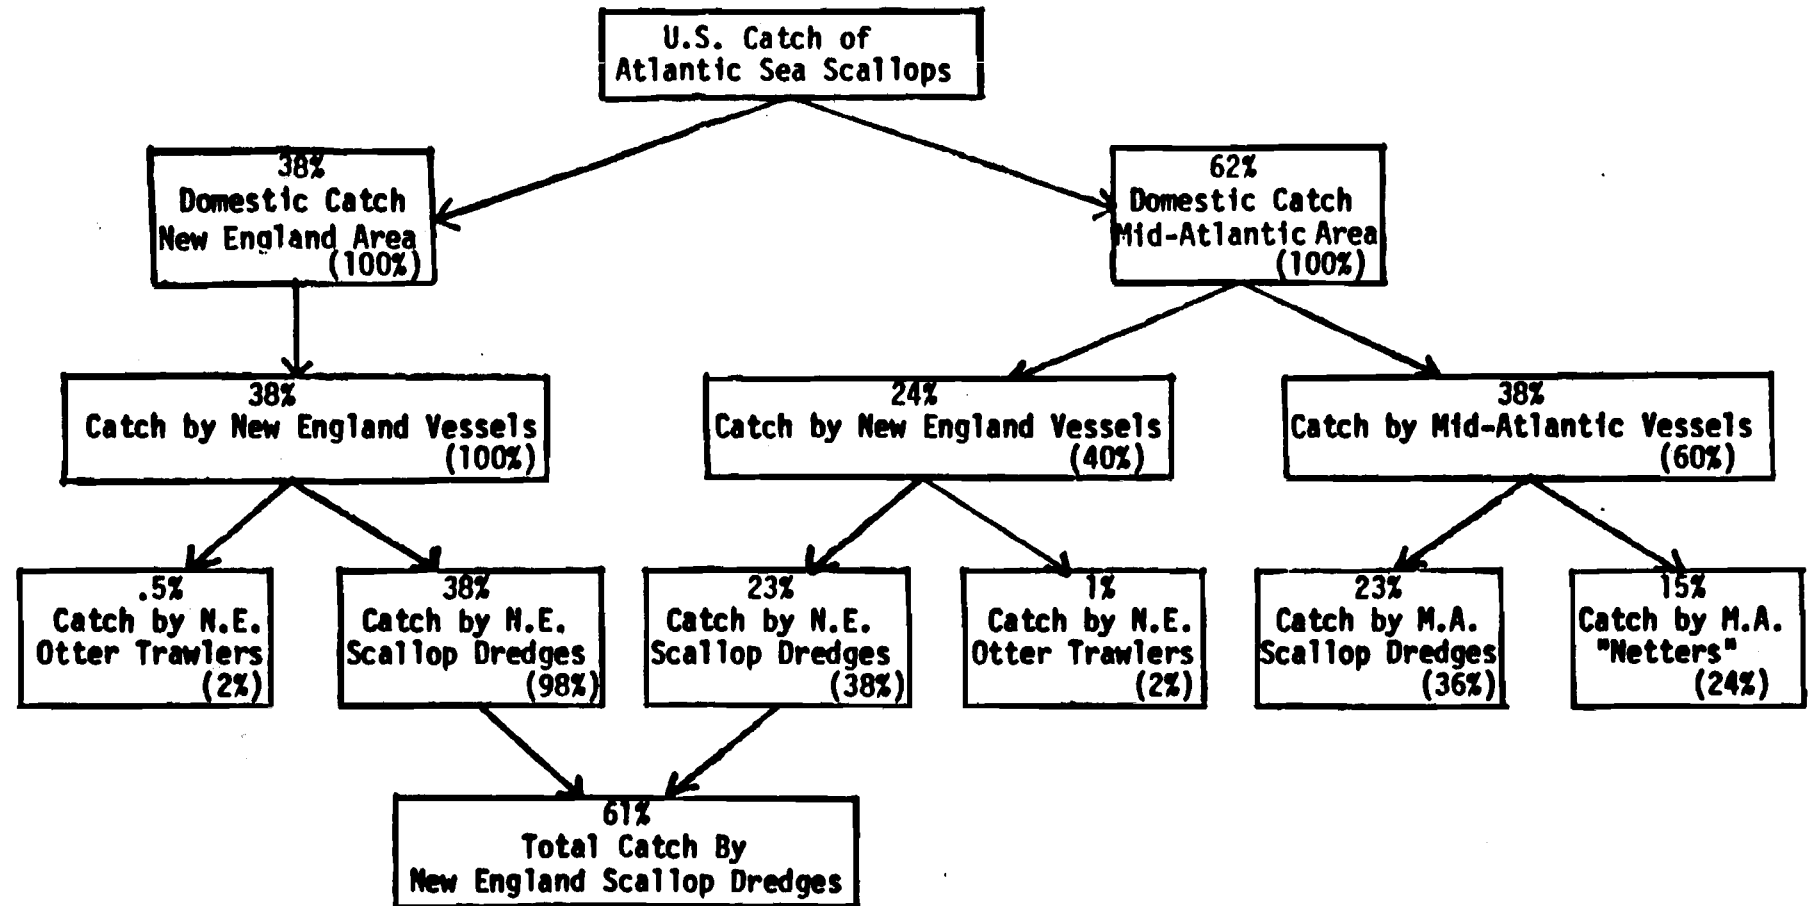 U.S. Catch of
Atlantic Sea Scallops
38%
Domestic Catch
New England Area
(100%)
62%
Domestic Catch
Mid-Atlantic Area
(100%)
38%
Catch by New England Vessels
(100%)
24%
Catch by New England Vessels
(40%)
38%
Catch by Mid-Atlantic Vessels
(60%)
.5%
Catch by N.E.
Otter Trawlers
(2%)
38%
Catch by N.E.
Scallop Dredges
(98%)
23%
Catch by N.E.
Scallop Dredges
(38%)
1%
Catch by N.E.
Otter Trawlers
(2%)
23%
Catch by M.A.
Scallop Dredges
(36%)
15%
Catch by M.A.
"Netters"
(24%)
61%
Total Catch By
New England Scallop Dredges